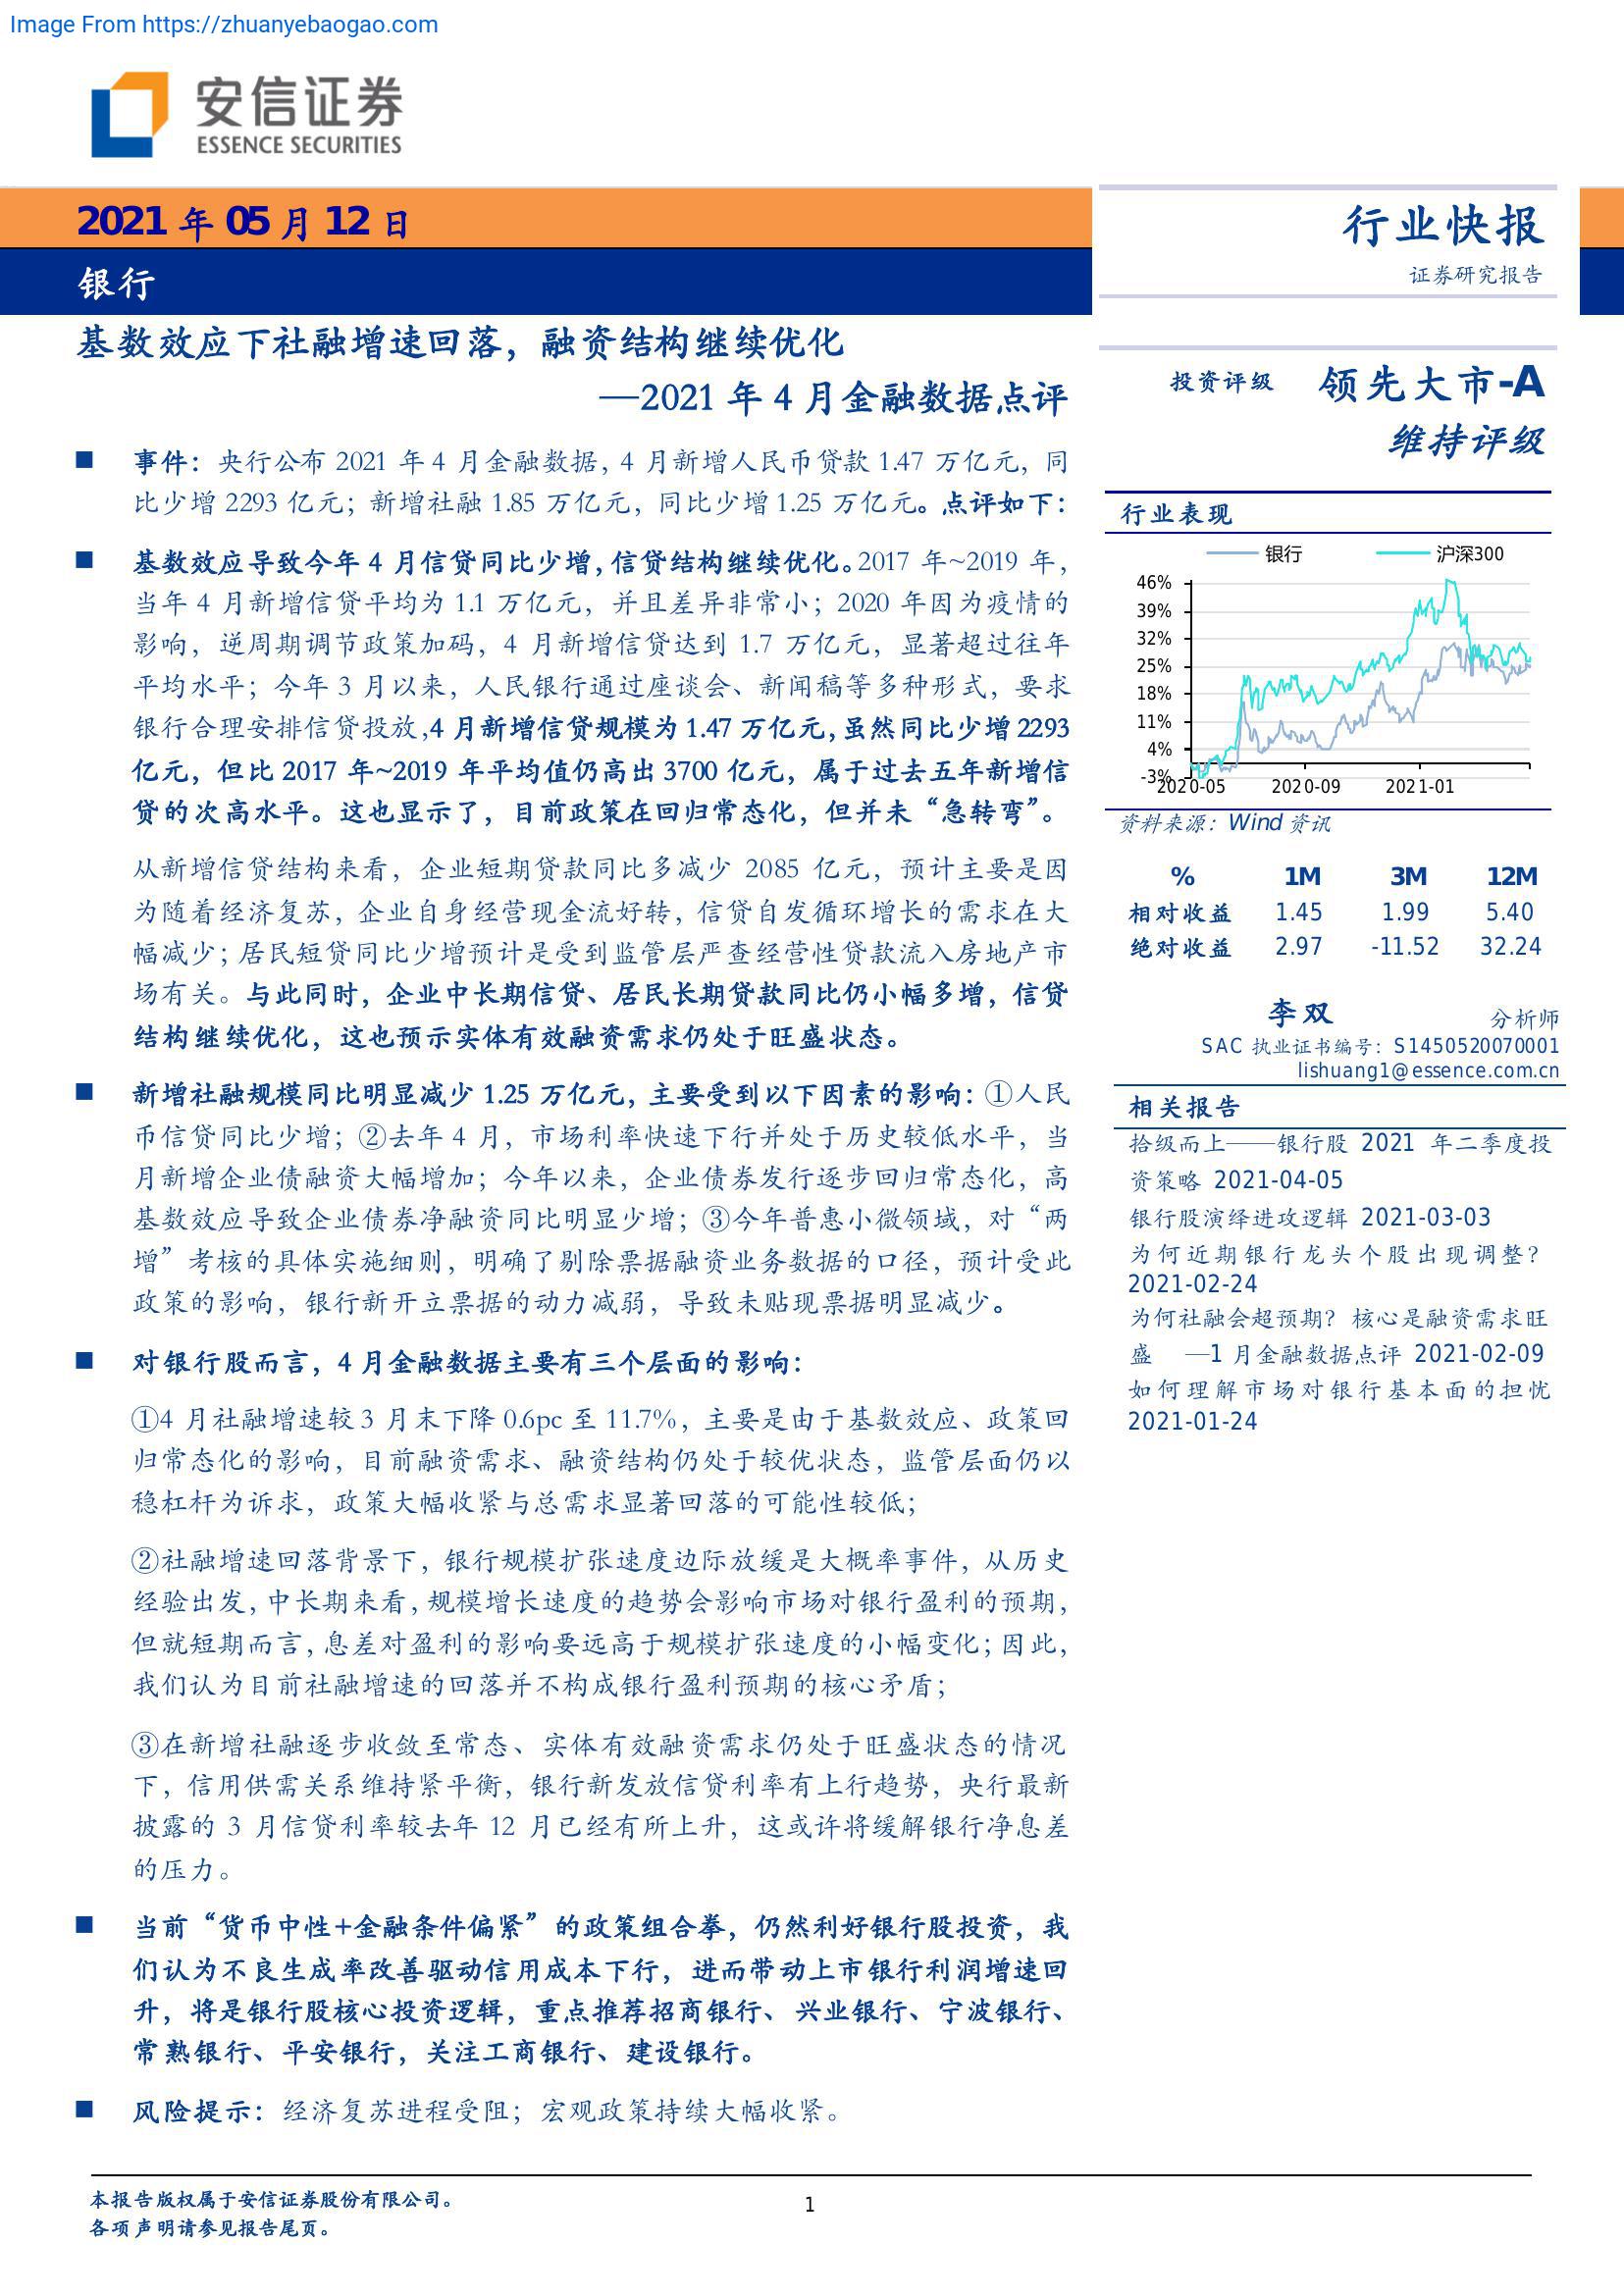 Image From https://zhuanyebaogao.com
安信证券
ESSENCE SECURITIES
2021 年 05 月 12 日
银行
行业快报
证券研究报告
基数效应下社融增速回落，融资结构继续优化
—2021 年 4 月金融数据点评
■ 事件：央行公布 2021 年 4 月金融数据，4 月新增人民币贷款 1.47 万亿元，同
比少增 2293 亿元；新增社融 1.85 万亿元，同比少增 1.25 万亿元。点评如下：
■ 基数效应导致今年 4 月信贷同比少增，信贷结构继续优化。2017 年~2019 年，
当年 4 月新增信贷平均为 1.1 万亿元，并且差异非常小；2020 年因为疫情的
影响，逆周期调节政策加码，4 月新增信贷达到 1.7 万亿元，显著超过往年
平均水平；今年 3 月以来，人民银行通过座谈会、新闻稿等多种形式，要求
银行合理安排信贷投放，4 月新增信贷规模为 1.47 万亿元，虽然同比少增 2293
亿元，但比 2017 年~2019 年平均值仍高出 3700 亿元，属于过去五年新增信
贷的次高水平。这也显示了，目前政策在回归常态化，但并未“急转弯”。
从新增信贷结构来看，企业短期贷款同比多减少 2085 亿元，预计主要是因
为随着经济复苏，企业自身经营现金流好转，信贷自发循环增长的需求在大
幅减少；居民短贷同比少增预计是受到监管层严查经营性贷款流入房地产市
场有关。与此同时，企业中长期信贷、居民长期贷款同比仍小幅多增，信贷
结构继续优化，这也预示实体有效融资需求仍处于旺盛状态。
■ 新增社融规模同比明显减少 1.25 万亿元，主要受到以下因素的影响：①人民
币信贷同比少增；②去年 4 月，市场利率快速下行并处于历史较低水平，当
月新增企业债融资大幅增加；今年以来，企业债券发行逐步回归常态化，高
基数效应导致企业债券净融资同比明显少增；③今年普惠小微领域，对“两
增”考核的具体实施细则，明确了剔除票据融资业务数据的口径，预计受此
政策的影响，银行新开立票据的动力减弱，导致未贴现票据明显减少。
■ 对银行股而言，4 月金融数据主要有三个层面的影响：
①4 月社融增速较 3 月末下降 0.6pc 至 11.7%，主要是由于基数效应、政策回
归常态化的影响，目前融资需求、融资结构仍处于较优状态，监管层面仍以
稳杠杆为诉求，政策大幅收紧与总需求显著回落的可能性较低；
②社融增速回落背景下，银行规模扩张速度边际放缓是大概率事件，从历史
经验出发，中长期来看，规模增长速度的趋势会影响市场对银行盈利的预期，
但就短期而言，息差对盈利的影响要远高于规模扩张速度的小幅变化；因此，
我们认为目前社融增速的回落并不构成银行盈利预期的核心矛盾；
③在新增社融逐步收敛至常态、实体有效融资需求仍处于旺盛状态的情况
下，信用供需关系维持紧平衡，银行新发放信贷利率有上行趋势，央行最新
披露的 3 月信贷利率较去年 12 月已经有所上升，这或许将缓解银行净息差
的压力。
■ 当前“货币中性+金融条件偏紧”的政策组合拳，仍然利好银行股投资，我
们认为不良生成率改善驱动信用成本下行，进而带动上市银行利润增速回
升，将是银行股核心投资逻辑，重点推荐招商银行、兴业银行、宁波银行、
常熟银行、平安银行，关注工商银行、建设银行。
■ 风险提示：经济复苏进程受阻；宏观政策持续大幅收紧。
投资评级 领先大市-A
维持评级
行业表现
银行 沪深300
46%
39%
32%
25%
18%
11%
4%
-3%
2020-05 2020-09 2021-01
资料来源：Wind 资讯
% 1M 3M 12M
相对收益 1.45 1.99 5.40
绝对收益 2.97 -11.52 32.24
李双 分析师
SAC 执业证书编号：S1450520070001
lishuang1@essence.com.cn
相关报告
拾级而上——银行股 2021 年二季度投
资策略 2021-04-05
银行股演绎进攻逻辑 2021-03-03
为何近期银行龙头个股出现调整？
2021-02-24
为何社融会超预期？核心是融资需求旺
盛 —1 月金融数据点评 2021-02-09
如何理解市场对银行基本面的担忧
2021-01-24
本报告版权属于安信证券股份有限公司。
各项声明请参见报告尾页。
1